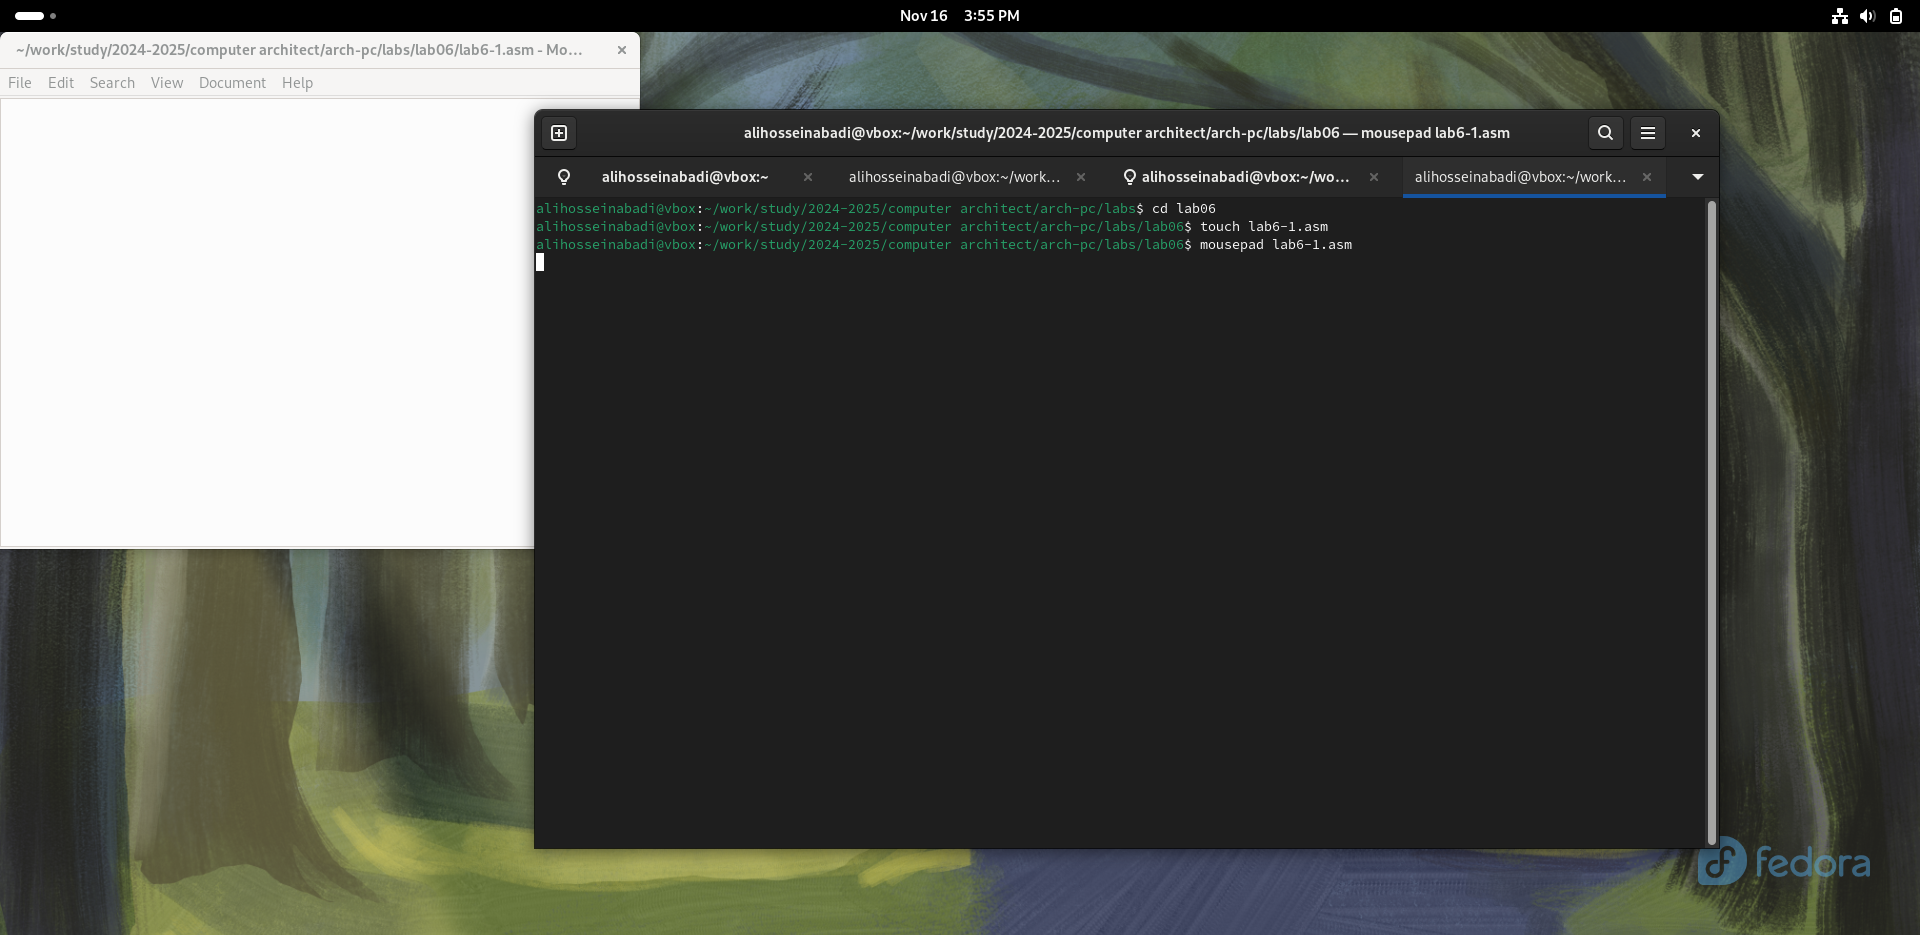 Nov 16 3:55 PM
~/work/study/2024-2025/computer architect/arch-pc/labs/lab06/lab6-1.asm - Mo...
File Edit Search View Document Help
alihosseinabadi@vbox:~/work/study/2024-2025/computer architect/arch-pc/labs/lab06 — mousepad lab6-1.asm
alihosseinabadi@vbox:~ alihosseinabadi@vbox:~/work... alihosseinabadi@vbox:~/wo... alihosseinabadi@vbox:~/work...
alihosseinabadi@vbox:~/work/study/2024-2025/computer architect/arch-pc/labs$ cd lab06
alihosseinabadi@vbox:~/work/study/2024-2025/computer architect/arch-pc/labs/lab06$ touch lab6-1.asm
alihosseinabadi@vbox:~/work/study/2024-2025/computer architect/arch-pc/labs/lab06$ mousepad lab6-1.asm
fedora